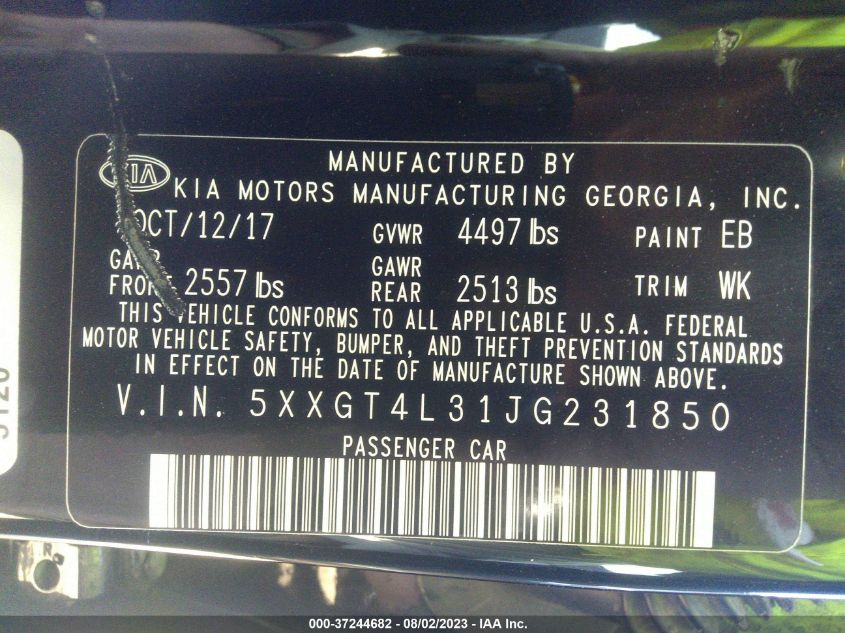 MANUFACTURED BY
KIA
KIA MOTORS MANUFACTURING GEORGIA, INC.
OCT/12/17 GVWR 4497 lbs PAINT EB
GAWR FRONT 2557 lbs GAWR REAR 2513 lbs TRIM WK
THIS VEHICLE CONFORMS TO ALL APPLICABLE U.S.A. FEDERAL
MOTOR VEHICLE SAFETY, BUMPER, AND THEFT PREVENTION STANDARDS
IN EFFECT ON THE DATE OF MANUFACTURE SHOWN ABOVE.
V.I.N. 5XXGT4L31JG231850
PASSENGER CAR
000-37244682 - 08/02/2023 - IAA Inc.